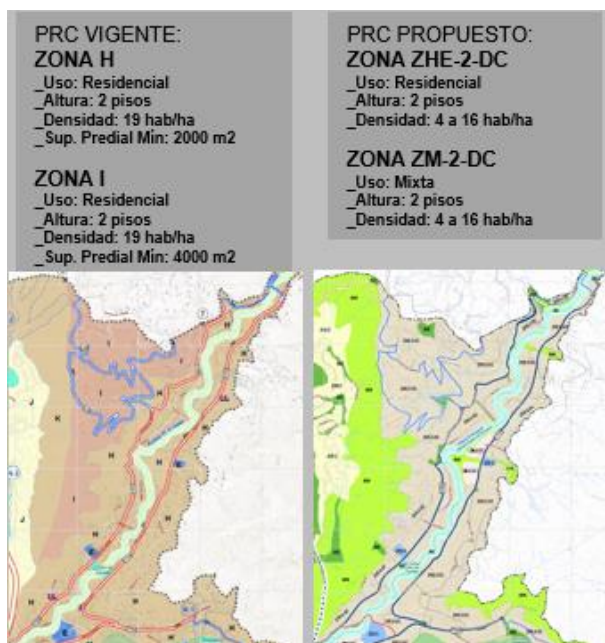 PRC VIGENTE:
ZONA H
_Uso: Residencial
_Altura: 2 pisos
_Densidad: 19 hab/ha
_Sup. Predial Min: 2000 m2
ZONA I
_Uso: Residencial
_Altura: 2 pisos
_Densidad: 19 hab/ha
_Sup. Predial Min: 4000 m2
PRC PROPUESTO:
ZONA ZHE-2-DC
_Uso: Residencial
_Altura: 2 pisos
_Densidad: 4 a 16 hab/ha
ZONA ZM-2-DC
_Uso: Mixta
_Altura: 2 pisos
_Densidad: 4 a 16 hab/ha
H
I
I
I
J
K
H
H
LL
I
H
J
H
H
LL
H
H
E